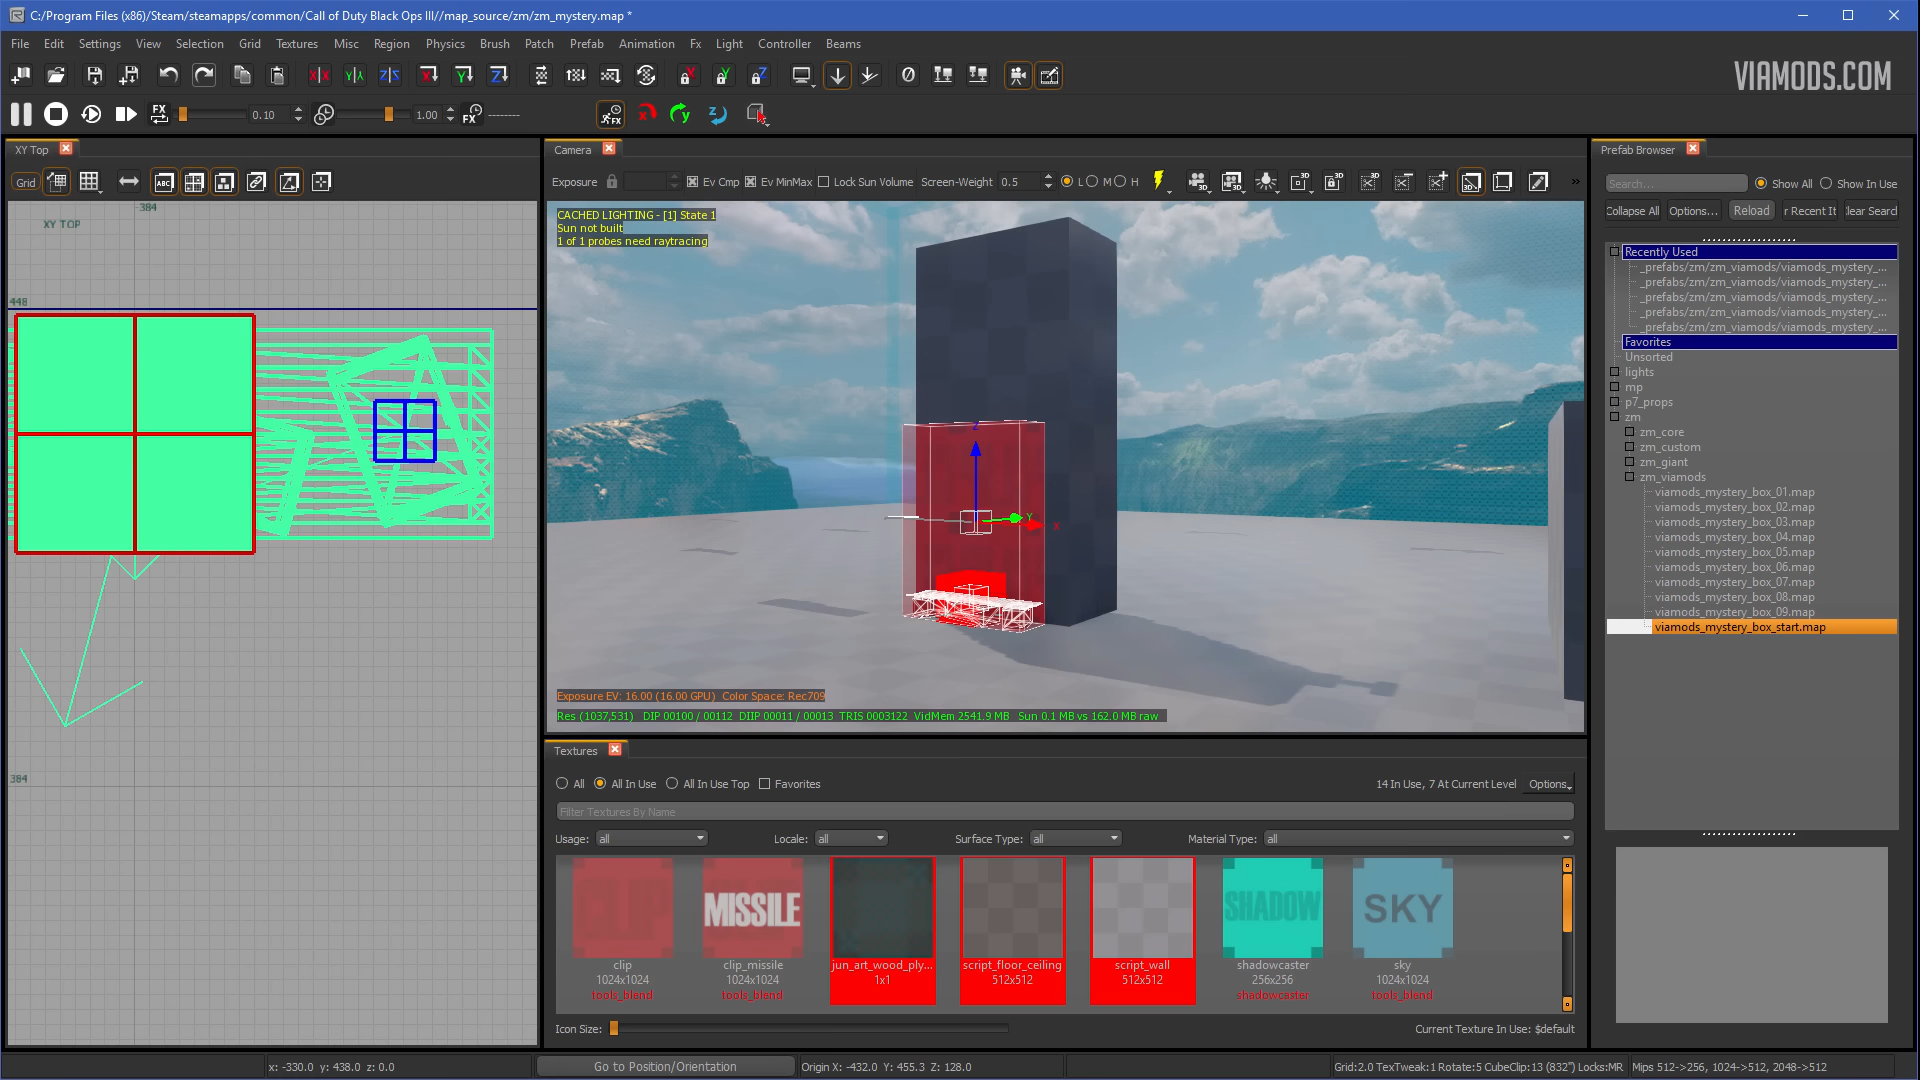 C:/Program Files (x86)/Steam/steamapps/common/Call of Duty Black Ops III//map_source/zm/zm_mystery.map *
File Edit Settings View Selection Grid Textures Misc Region Physics Brush Patch Prefab Animation Fx Light Controller Beams
VIAMODS.COM
FX 0.10 1.00 FX --------
XY Top
Camera
Prefab Browser
Grid ABC
Exposure Ev Cmp Ev MinMax Lock Sun Volume Screen-Weight 0.5 L M H
Search... Show All Show In Use
Collapse All Options... Reload r Recent It lear Search
-384
XY TOP
448
384
CACHED LIGHTING - [1] State 1
Sun not built
1 of 1 probes need raytracing
Z
Y
X
Exposure EV: 16.00 (16.00 GPU) Color Space: Rec709
Res (1037,531) DIP 00100 / 00112 DIIP 00011 / 00013 TRIS 0003122 VidMem 2541.9 MB Sun 0.1 MB vs 162.0 MB raw
Recently Used
_prefabs/zm/zm_viamods/viamods_mystery_...
_prefabs/zm/zm_viamods/viamods_mystery_...
_prefabs/zm/zm_viamods/viamods_mystery_...
_prefabs/zm/zm_viamods/viamods_mystery_...
_prefabs/zm/zm_viamods/viamods_mystery_...
Favorites
Unsorted
lights
mp
p7_props
zm
zm_core
zm_custom
zm_giant
zm_viamods
viamods_mystery_box_01.map
viamods_mystery_box_02.map
viamods_mystery_box_03.map
viamods_mystery_box_04.map
viamods_mystery_box_05.map
viamods_mystery_box_06.map
viamods_mystery_box_07.map
viamods_mystery_box_08.map
viamods_mystery_box_09.map
viamods_mystery_box_start.map
Textures
All All In Use All In Use Top Favorites 14 In Use, 7 At Current Level Options
Filter Textures By Name
Usage: all Locale: all Surface Type: all Material Type: all
CLIP MISSILE SHADOW SKY
clip clip_missile jun_art_wood_ply... script_floor_ceiling script_wall shadowcaster sky
1024x1024 1024x1024 1x1 512x512 512x512 256x256 1024x1024
tools_blend tools_blend shadowcaster tools_blend
Icon Size: Current Texture In Use: $default
x: -330.0 y: 438.0 z: 0.0 Go to Position/Orientation Origin X: -432.0 Y: 455.3 Z: 128.0 Grid:2.0 TexTweak:1 Rotate:5 CubeClip:13 (832") Locks:MR Mips 512->256, 1024->512, 2048->512